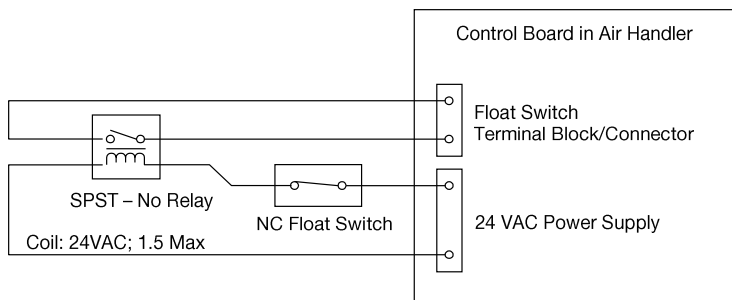 Control Board in Air Handler
Float Switch
Terminal Block/Connector
SPST – No Relay
NC Float Switch
24 VAC Power Supply
Coil: 24VAC; 1.5 Max